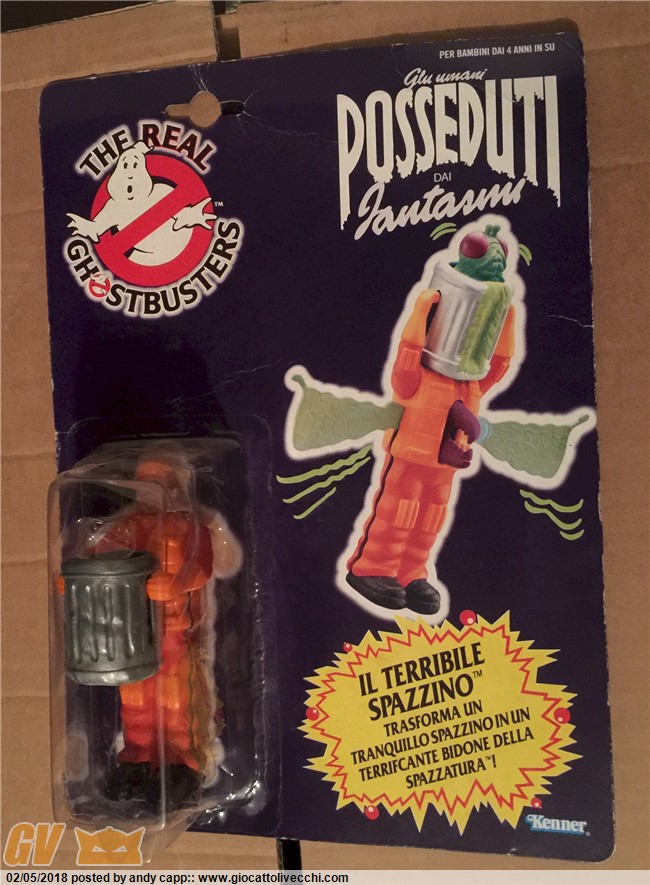 PER BAMBINI DAI 4 ANNI IN SU
THE REAL
GHOSTBUSTERS
TM
Glu umani
POSSEDUTI
DAI
Fantasmi
IL TERRIBILE
SPAZZINO™
TRASFORMA UN
TRANQUILLO SPAZZINO IN UN
TERRIFCANTE BIDONE DELLA
SPAZZATURA™!
Kenner
GV
02/05/2018 posted by andy capp:: www.giocattolivecchi.com